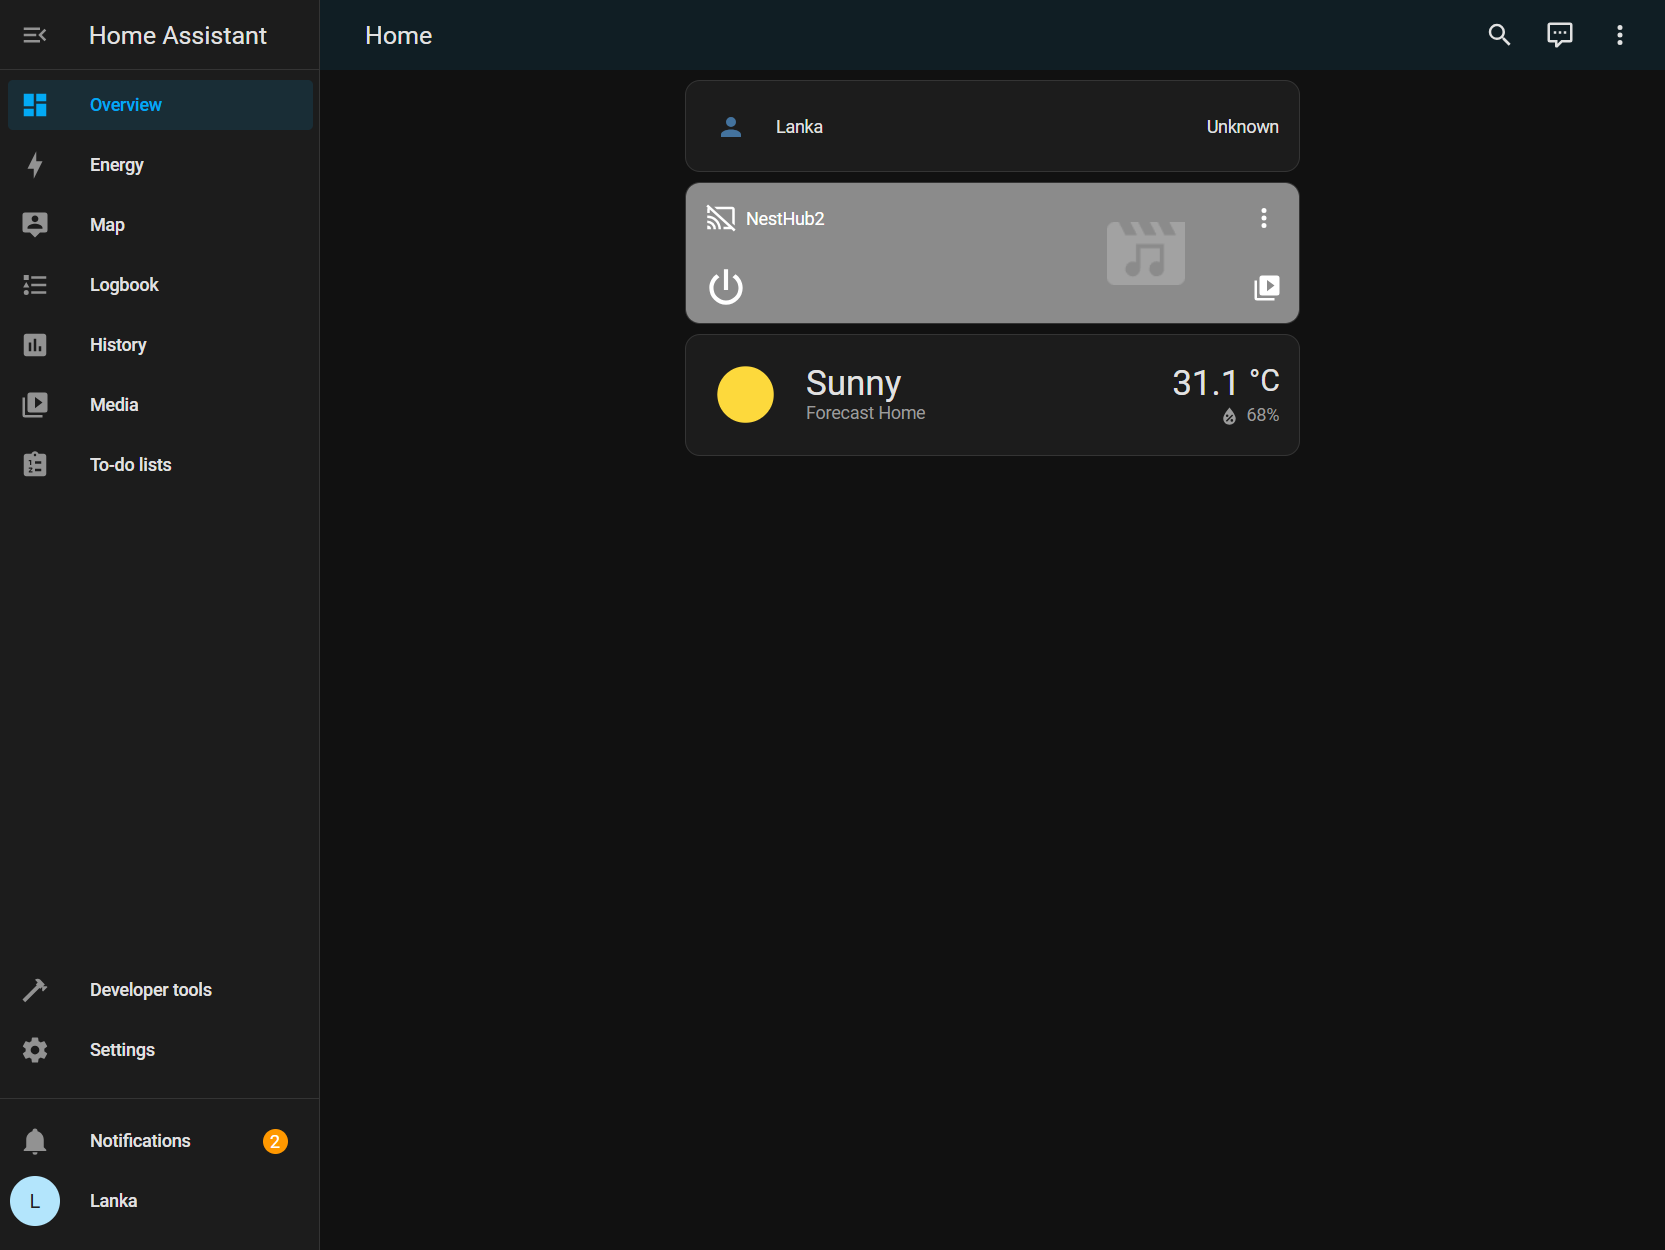 Home Assistant
Home
Overview
Energy
Map
Logbook
History
Media
To-do lists
Developer tools
Settings
Notifications 2
L Lanka
Lanka Unknown
NestHub2
Sunny 31.1 °C
Forecast Home 68%